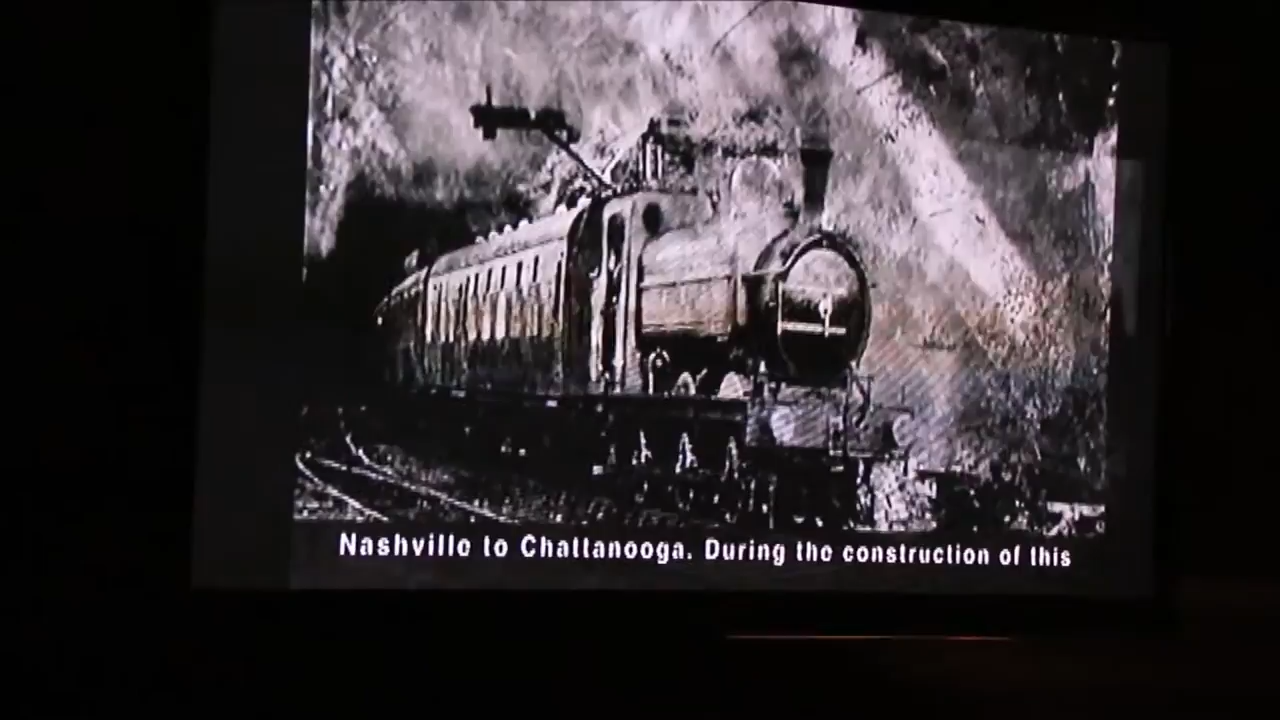 Nashville to Chattanooga. During the construction of this